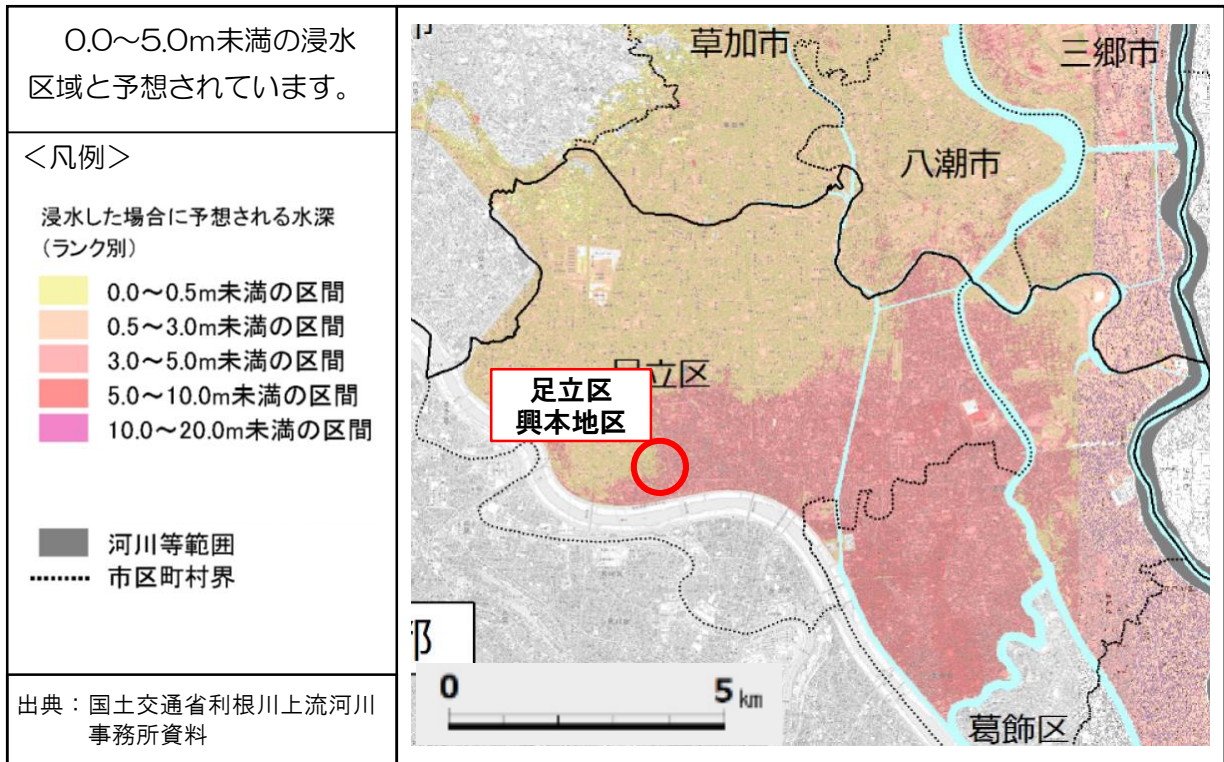 0.0～5.0m未満の浸水
区域と予想されています。
＜凡例＞
浸水した場合に予想される水深
（ランク別）
0.0～0.5m未満の区間
0.5～3.0m未満の区間
3.0～5.0m未満の区間
5.0～10.0m未満の区間
10.0～20.0m未満の区間
河川等範囲
市区町村界
出典：国土交通省利根川上流河川
事務所資料
草加市
三郷市
八潮市
足立区
足立区
興本地区
葛飾区
0
5 km